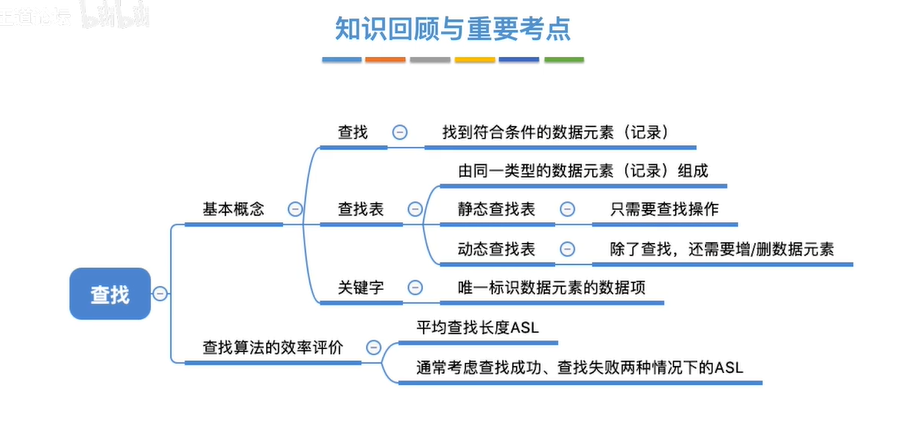 知识回顾与重要考点
查找
基本概念
查找
找到符合条件的数据元素（记录）
查找表
由同一类型的数据元素（记录）组成
静态查找表
只需要查找操作
动态查找表
除了查找，还需要增/删数据元素
关键字
唯一标识数据元素的数据项
查找算法的效率评价
平均查找长度ASL
通常考虑查找成功、查找失败两种情况下的ASL